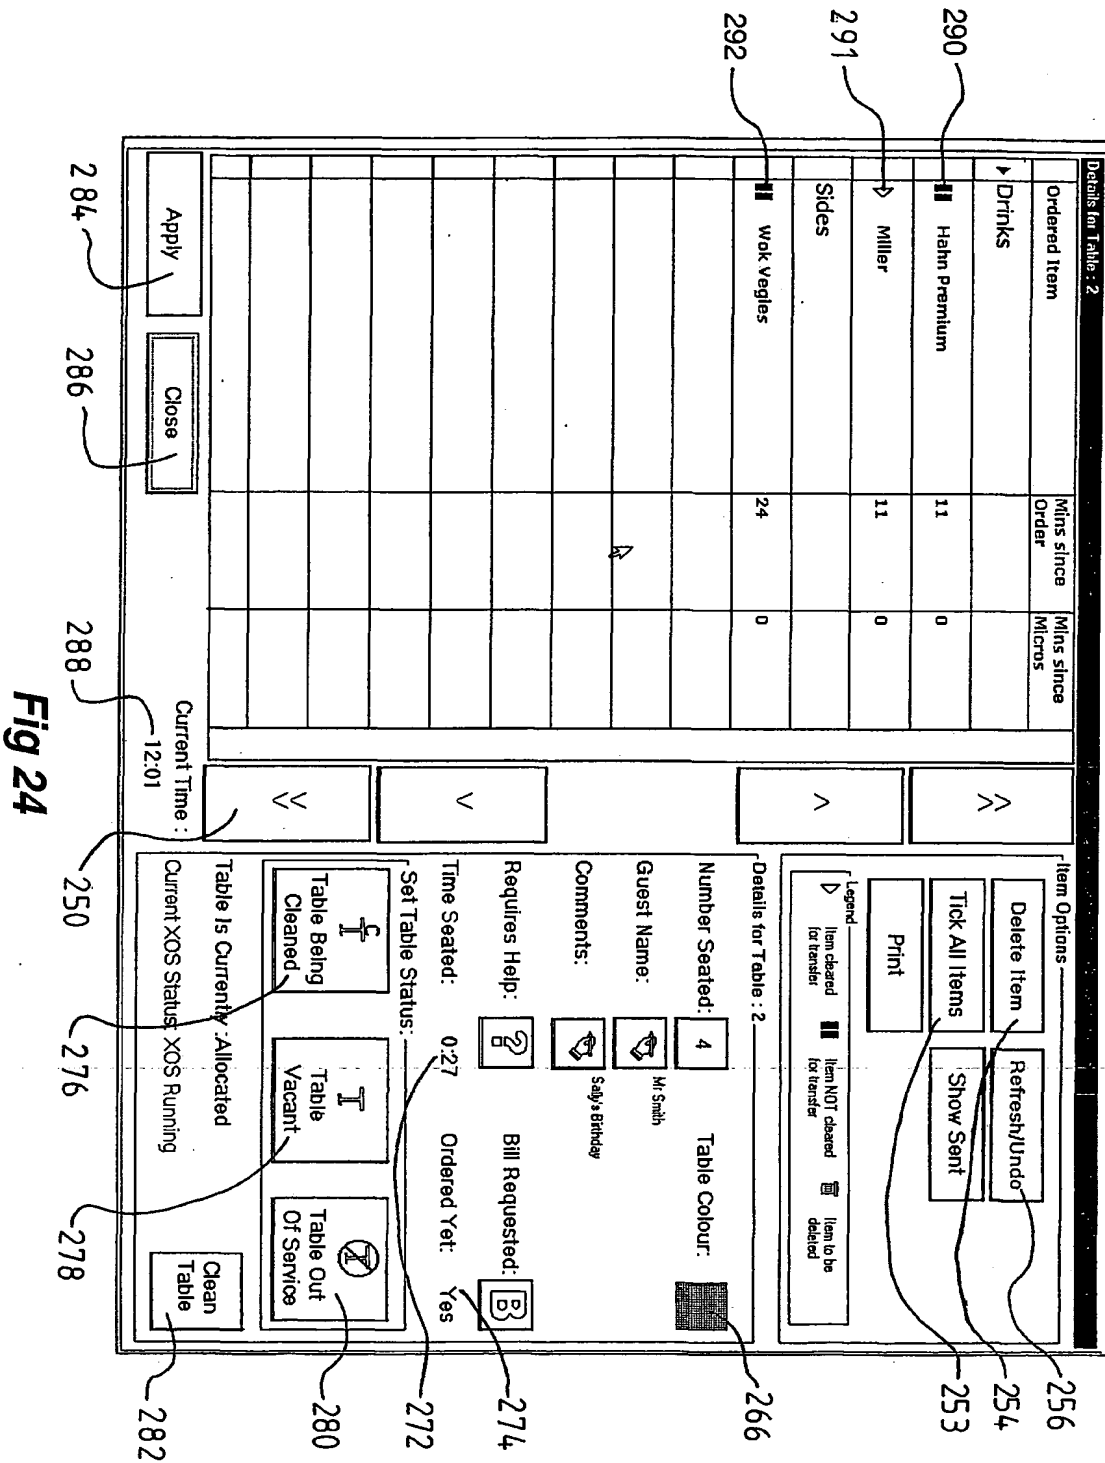 Details for Table : 2
Ordered Item
Mins since Order
Mins since Micros
Drinks
Hahn Premium 11 0
Miller 11 0
Sides
Wok Vegies 24 0
Apply
Close
Current Time :
12:01
<<
<
>
>>
Item Options
Delete Item
Refresh/Undo
Tick All Items
Show Sent
Print
Legend
Item cleared for transfer
Item NOT cleared for transfer
Item to be deleted
Details for Table : 2
Number Seated: 4
Table Colour:
Guest Name: Mr Smith
Comments: Sally's Birthday
Requires Help: ?
Bill Requested: B
Time Seated: 0:27
Ordered Yet: Yes
Set Table Status:
C T
Table Being Cleaned
T
Table Vacant
T
Table Out Of Service
Table Is Currently :Allocated
Current XOS Status: XOS Running
Clean Table
290
291
292
284
286
288
250
276
278
256
254
253
266
274
272
280
282
Fig 24